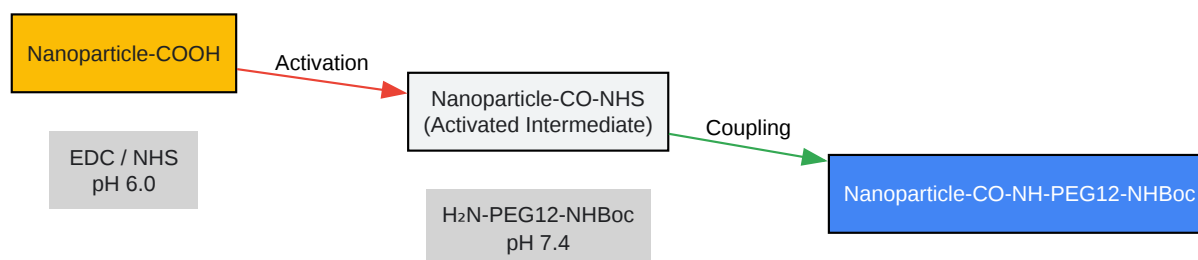 Nanoparticle-COOH
Activation
Nanoparticle-CO-NHS
(Activated Intermediate)
Coupling
EDC / NHS
pH 6.0
Nanoparticle-CO-NH-PEG12-NHBoc
H₂N-PEG12-NHBoc
pH 7.4